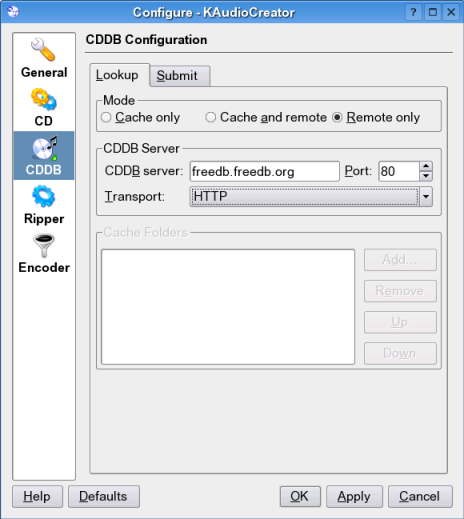 Configure - KAudioCreator
General
CD
CDDB
Ripper
Encoder
CDDB Configuration
Lookup Submit
Mode
Cache only Cache and remote Remote only
CDDB Server
CDDB server: freedb.freedb.org Port: 80
Transport: HTTP
Cache Folders
Add...
Remove
Up
Down
Help Defaults OK Apply Cancel